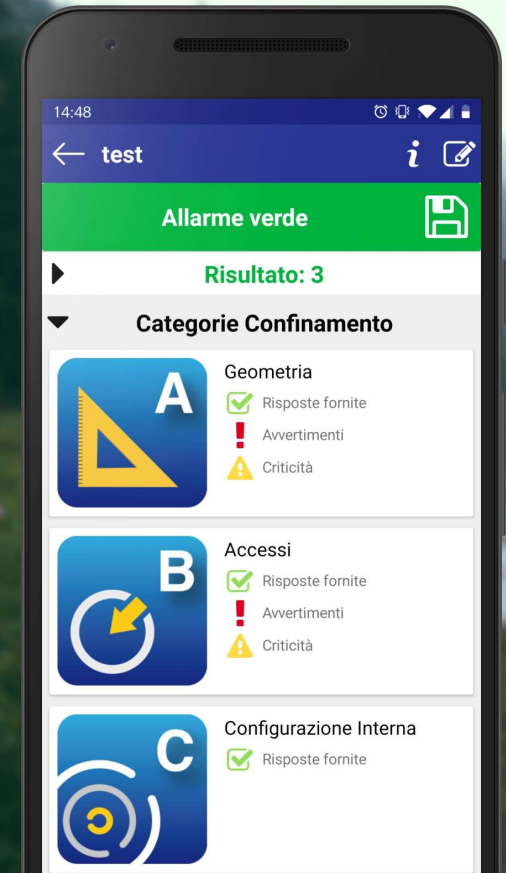 14:48
test
Allarme verde
Risultato: 3
Categorie Confinamento
A
Geometria
Risposte fornite
Avvertimenti
Criticità
B
Accessi
Risposte fornite
Avvertimenti
Criticità
C
Configurazione Interna
Risposte fornite